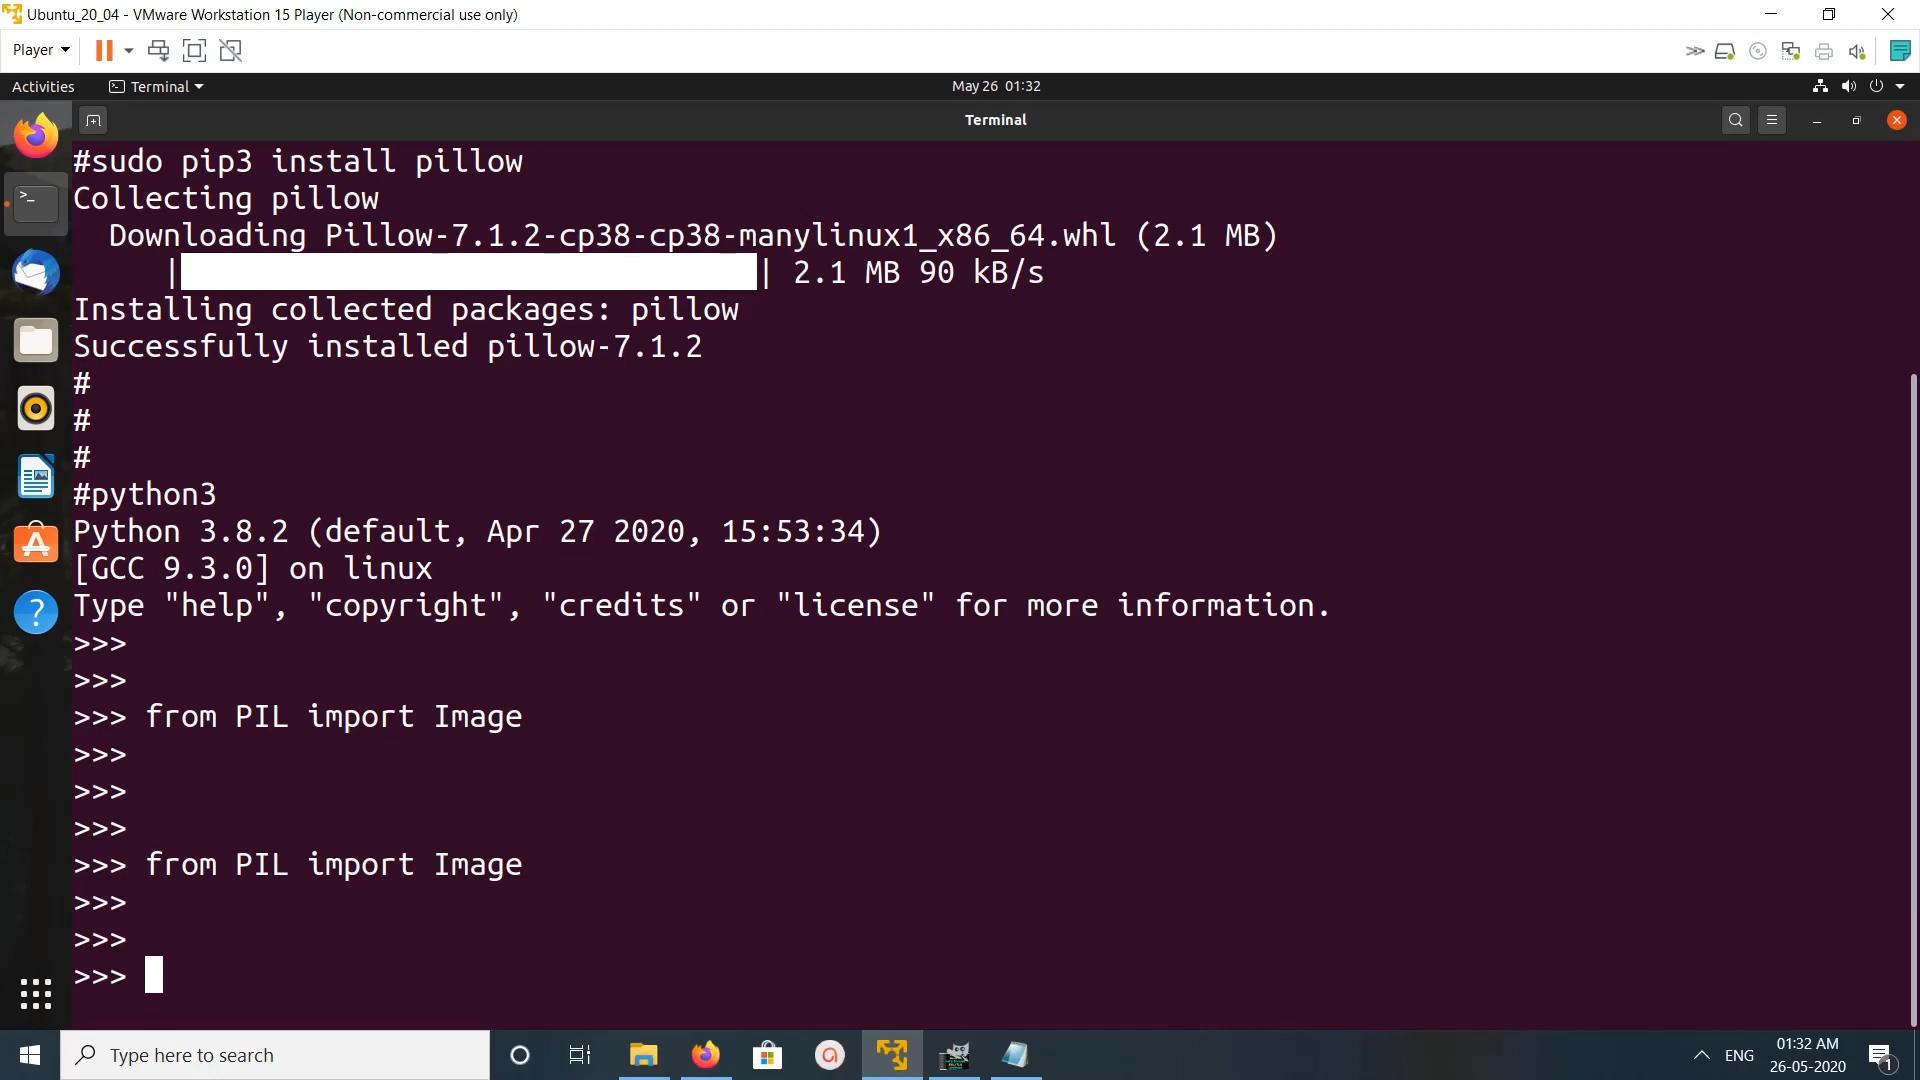 Ubuntu_20_04 - VMware Workstation 15 Player (Non-commercial use only)
Player
Activities
Terminal
May 26 01:32
Terminal
#sudo pip3 install pillow
Collecting pillow
  Downloading Pillow-7.1.2-cp38-cp38-manylinux1_x86_64.whl (2.1 MB)
| | 2.1 MB 90 kB/s
Installing collected packages: pillow
Successfully installed pillow-7.1.2
#
#
#
#python3
Python 3.8.2 (default, Apr 27 2020, 15:53:34)
[GCC 9.3.0] on linux
Type "help", "copyright", "credits" or "license" for more information.
>>>
>>>
>>> from PIL import Image
>>>
>>>
>>>
>>> from PIL import Image
>>>
>>>
>>>
Type here to search
ENG
01:32 AM
26-05-2020
1